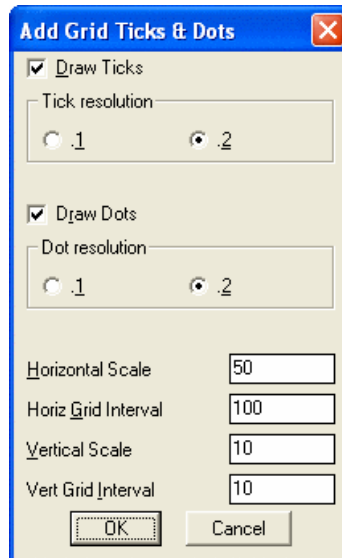 Add Grid Ticks & Dots
Draw Ticks
Tick resolution
.1 .2
Draw Dots
Dot resolution
.1 .2
Horizontal Scale 50
Horiz Grid Interval 100
Vertical Scale 10
Vert Grid Interval 10
OK Cancel